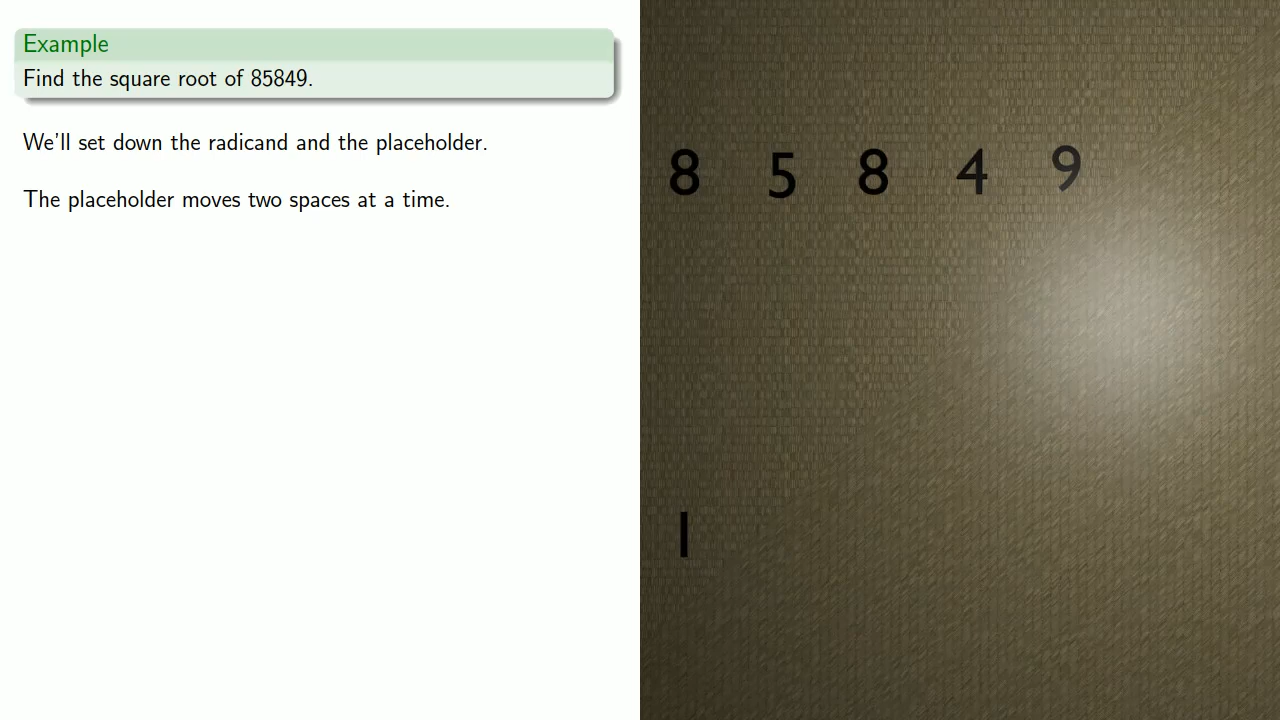 Example
Find the square root of 85849.
We'll set down the radicand and the placeholder.
The placeholder moves two spaces at a time.
8 5 8 4 9
1